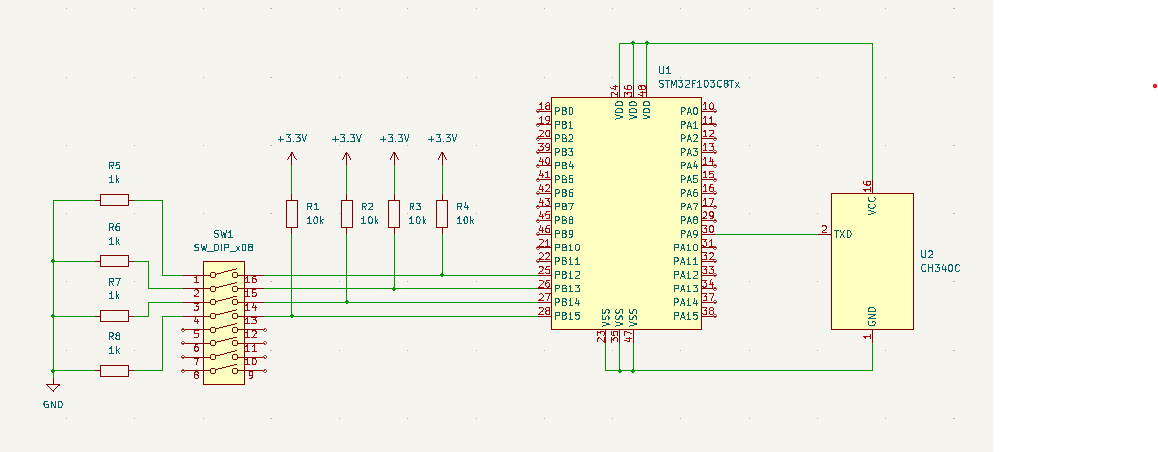 U1
STM32F103C8Tx
24
36
48
VDD
VDD
VDD
18 PB0
19 PB1
20 PB2
39 PB3
40 PB4
41 PB5
42 PB6
43 PB7
45 PB8
46 PB9
21 PB10
22 PB11
25 PB12
26 PB13
27 PB14
28 PB15
PA0 10
PA1 11
PA2 12
PA3 13
PA4 14
PA5 15
PA6 16
PA7 17
PA8 29
PA9 30
PA10 31
PA11 32
PA12 33
PA13 34
PA14 37
PA15 38
VSS
VSS
VSS
23
35
47
+3.3V
+3.3V
+3.3V
+3.3V
R1
10k
R2
10k
R3
10k
R4
10k
R5
1k
R6
1k
R7
1k
R8
1k
GND
SW1
SW_DIP_x08
1
2
3
4
5
6
7
8
16
15
14
13
12
11
10
9
16
VCC
2 TXD
U2
CH340C
GND
1